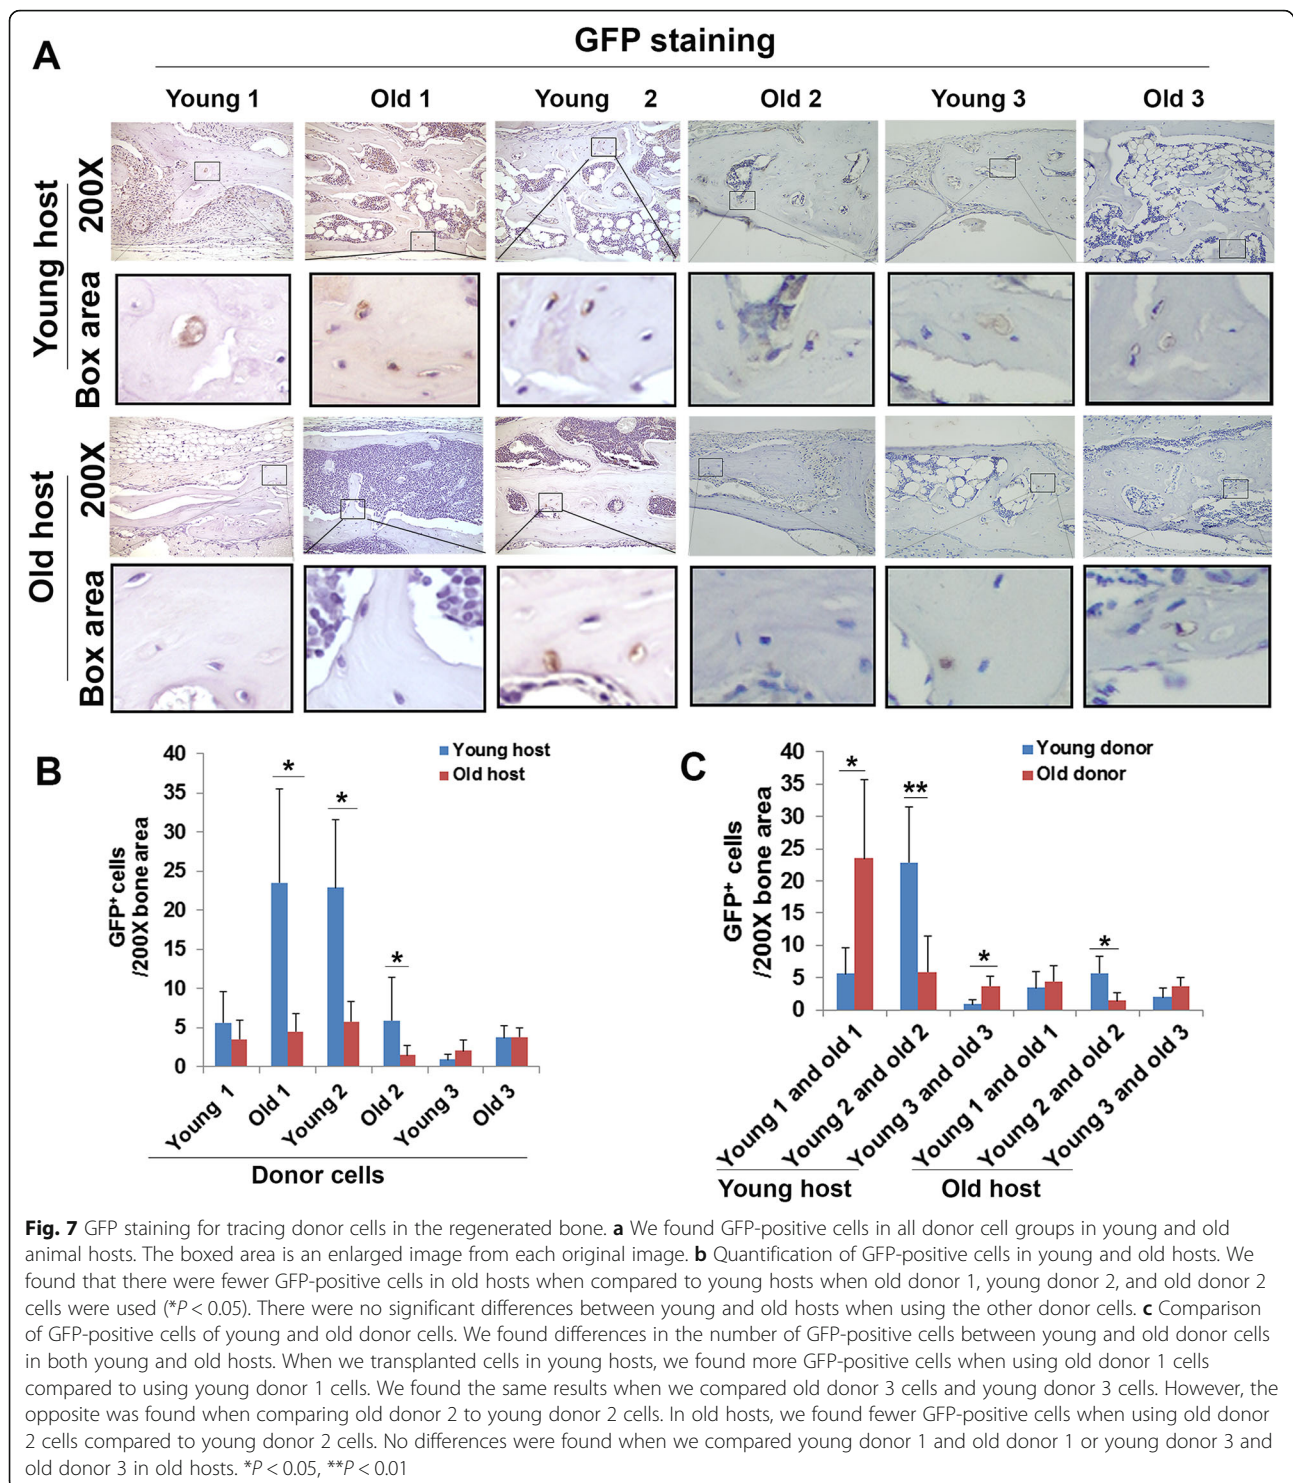 A
GFP staining
Young 1 Old 1 Young 2 Old 2 Young 3 Old 3
Young host
200X
Box area
Old host
200X
Box area
B
Young host
Old host
GFP+ cells
/200X bone area
40
35
30
25
20
15
10
5
0
*
*
*
Young 1
Old 1
Young 2
Old 2
Young 3
Old 3
Donor cells
C
Young donor
Old donor
GFP+ cells
/200X bone area
40
35
30
25
20
15
10
5
0
*
**
*
*
Young 1 and old 1
Young 2 and old 2
Young 3 and old 3
Young 1 and old 1
Young 2 and old 2
Young 3 and old 3
Young host
Old host
Fig. 7 GFP staining for tracing donor cells in the regenerated bone. a We found GFP-positive cells in all donor cell groups in young and old
animal hosts. The boxed area is an enlarged image from each original image. b Quantification of GFP-positive cells in young and old hosts. We
found that there were fewer GFP-positive cells in old hosts when compared to young hosts when old donor 1, young donor 2, and old donor 2
cells were used (*P < 0.05). There were no significant differences between young and old hosts when using the other donor cells. c Comparison
of GFP-positive cells of young and old donor cells. We found differences in the number of GFP-positive cells between young and old donor cells
in both young and old hosts. When we transplanted cells in young hosts, we found more GFP-positive cells when using old donor 1 cells
compared to using young donor 1 cells. We found the same results when we compared old donor 3 cells and young donor 3 cells. However, the
opposite was found when comparing old donor 2 to young donor 2 cells. In old hosts, we found fewer GFP-positive cells when using old donor
2 cells compared to young donor 2 cells. No differences were found when we compared young donor 1 and old donor 1 or young donor 3 and
old donor 3 in old hosts. *P < 0.05, **P < 0.01